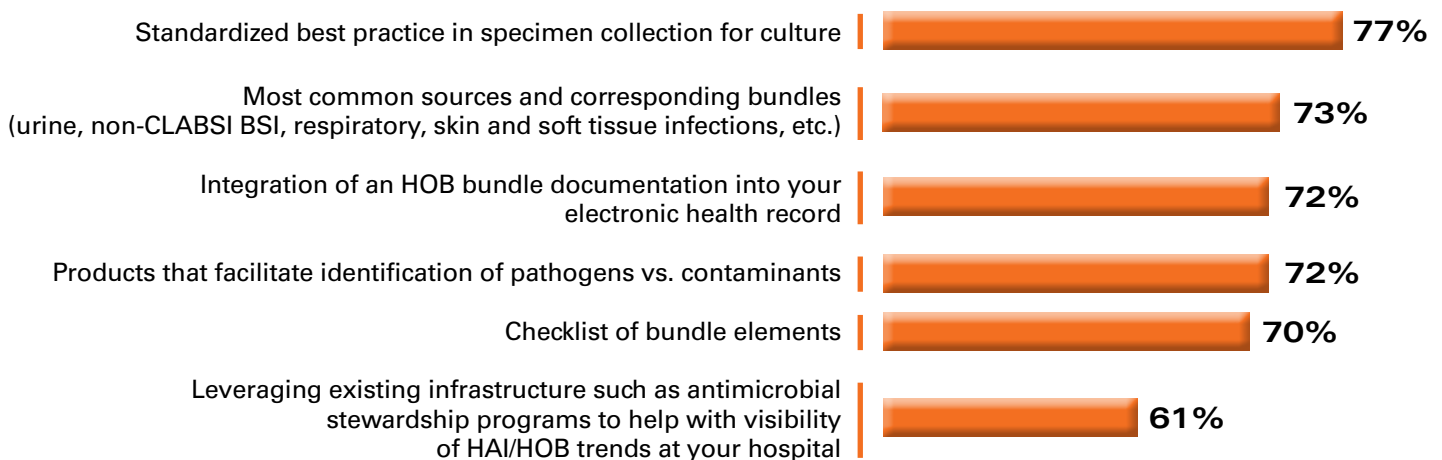 Standardized best practice in specimen collection for culture
77%
Most common sources and corresponding bundles
(urine, non-CLABSI BSI, respiratory, skin and soft tissue infections, etc.)
73%
Integration of an HOB bundle documentation into your
electronic health record
72%
Products that facilitate identification of pathogens vs. contaminants
72%
Checklist of bundle elements
70%
Leveraging existing infrastructure such as antimicrobial
stewardship programs to help with visibility
of HAI/HOB trends at your hospital
61%